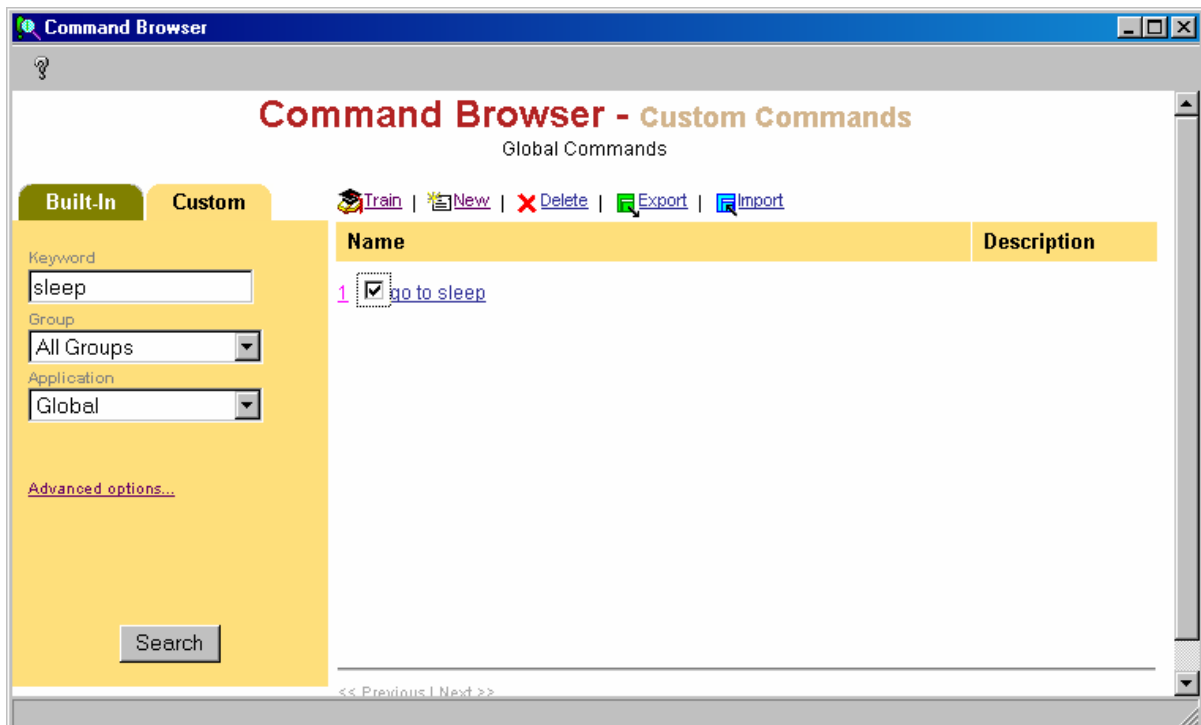 Command Browser
Command Browser - Custom Commands
Global Commands
Built-In
Custom
Train | New | Delete | Export | Import
Name
Description
Keyword
sleep
1 go to sleep
Group
All Groups
Application
Global
Advanced options...
Search
<< Previous | Next >>